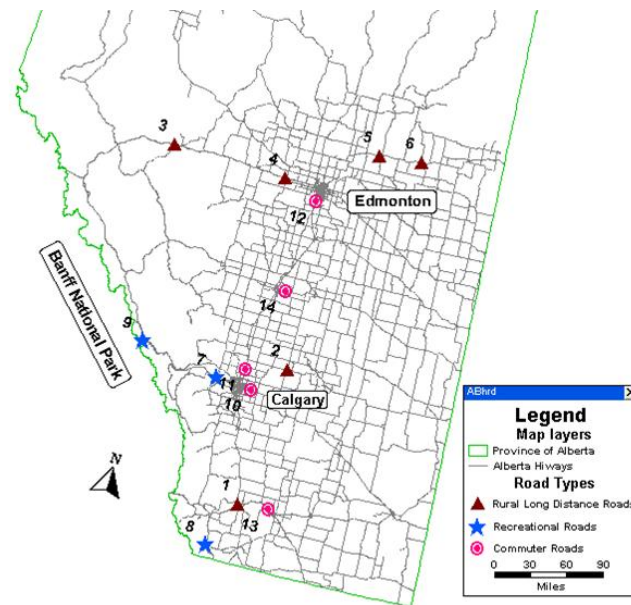 3
5
6
4
Edmonton
12
Banff National Park
14
9
7
2
11
10
Calgary
N
1
13
8
ABhrd
X
Legend
Map layers
Province of Alberta
Alberta Hiways
Road Types
Rural Long Distance Roads
Recreational Roads
Commuter Roads
0 30 60 90
Miles